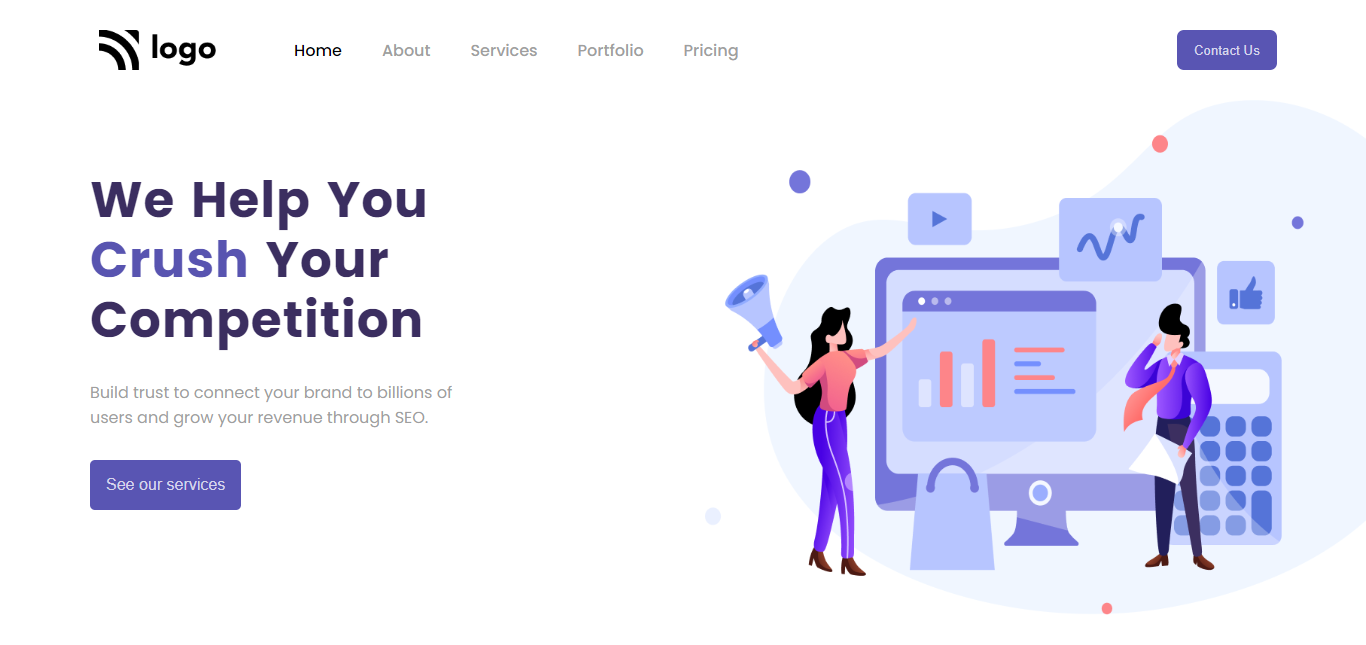 logo
Home
About
Services
Portfolio
Pricing
Contact Us
We Help You
Crush Your
Competition
Build trust to connect your brand to billions of
users and grow your revenue through SEO.
See our services